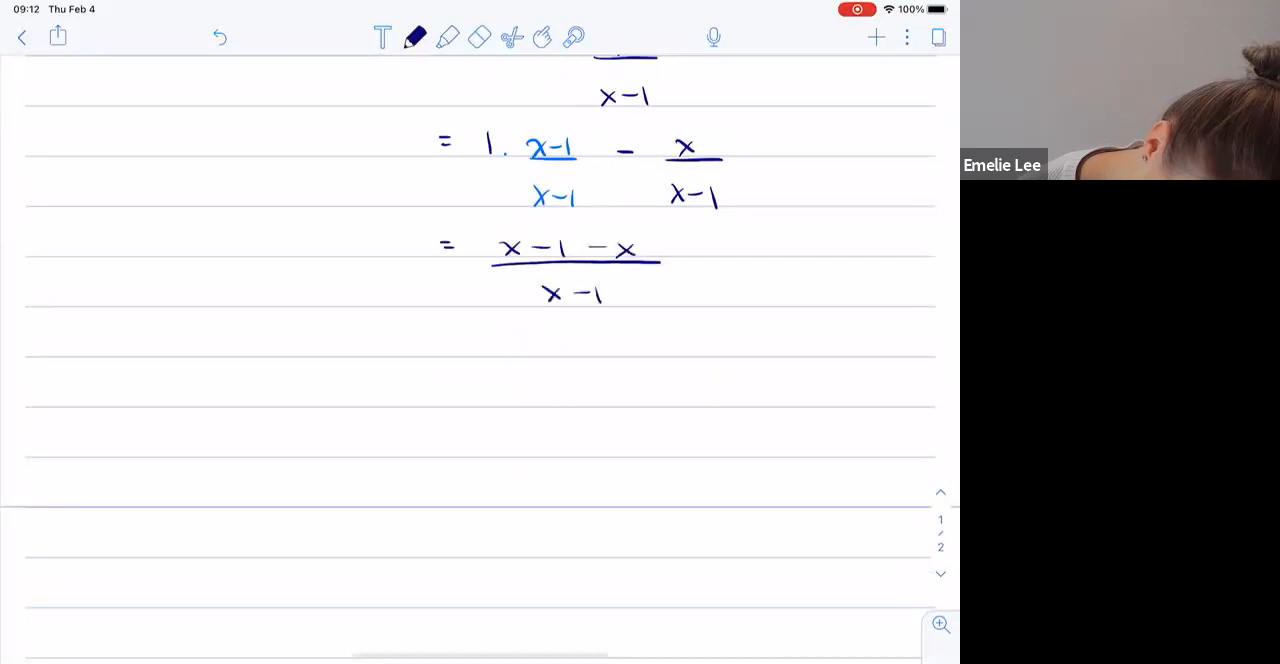 09:12 Thu Feb 4 100%
T
x-1
= 1. x-1 - x
x-1 x-1
= x-1-x
x-1
Emelie Lee
1
2